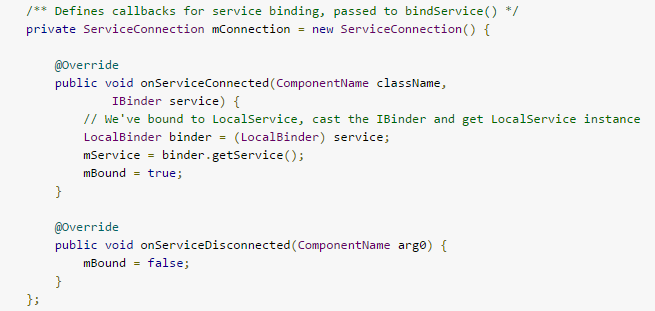 /** Defines callbacks for service binding, passed to bindService() */
private ServiceConnection mConnection = new ServiceConnection() {
@Override
public void onServiceConnected(ComponentName className,
IBinder service) {
// We've bound to LocalService, cast the IBinder and get LocalService instance
LocalBinder binder = (LocalBinder) service;
mService = binder.getService();
mBound = true;
}
@Override
public void onServiceDisconnected(ComponentName arg0) {
mBound = false;
}
};